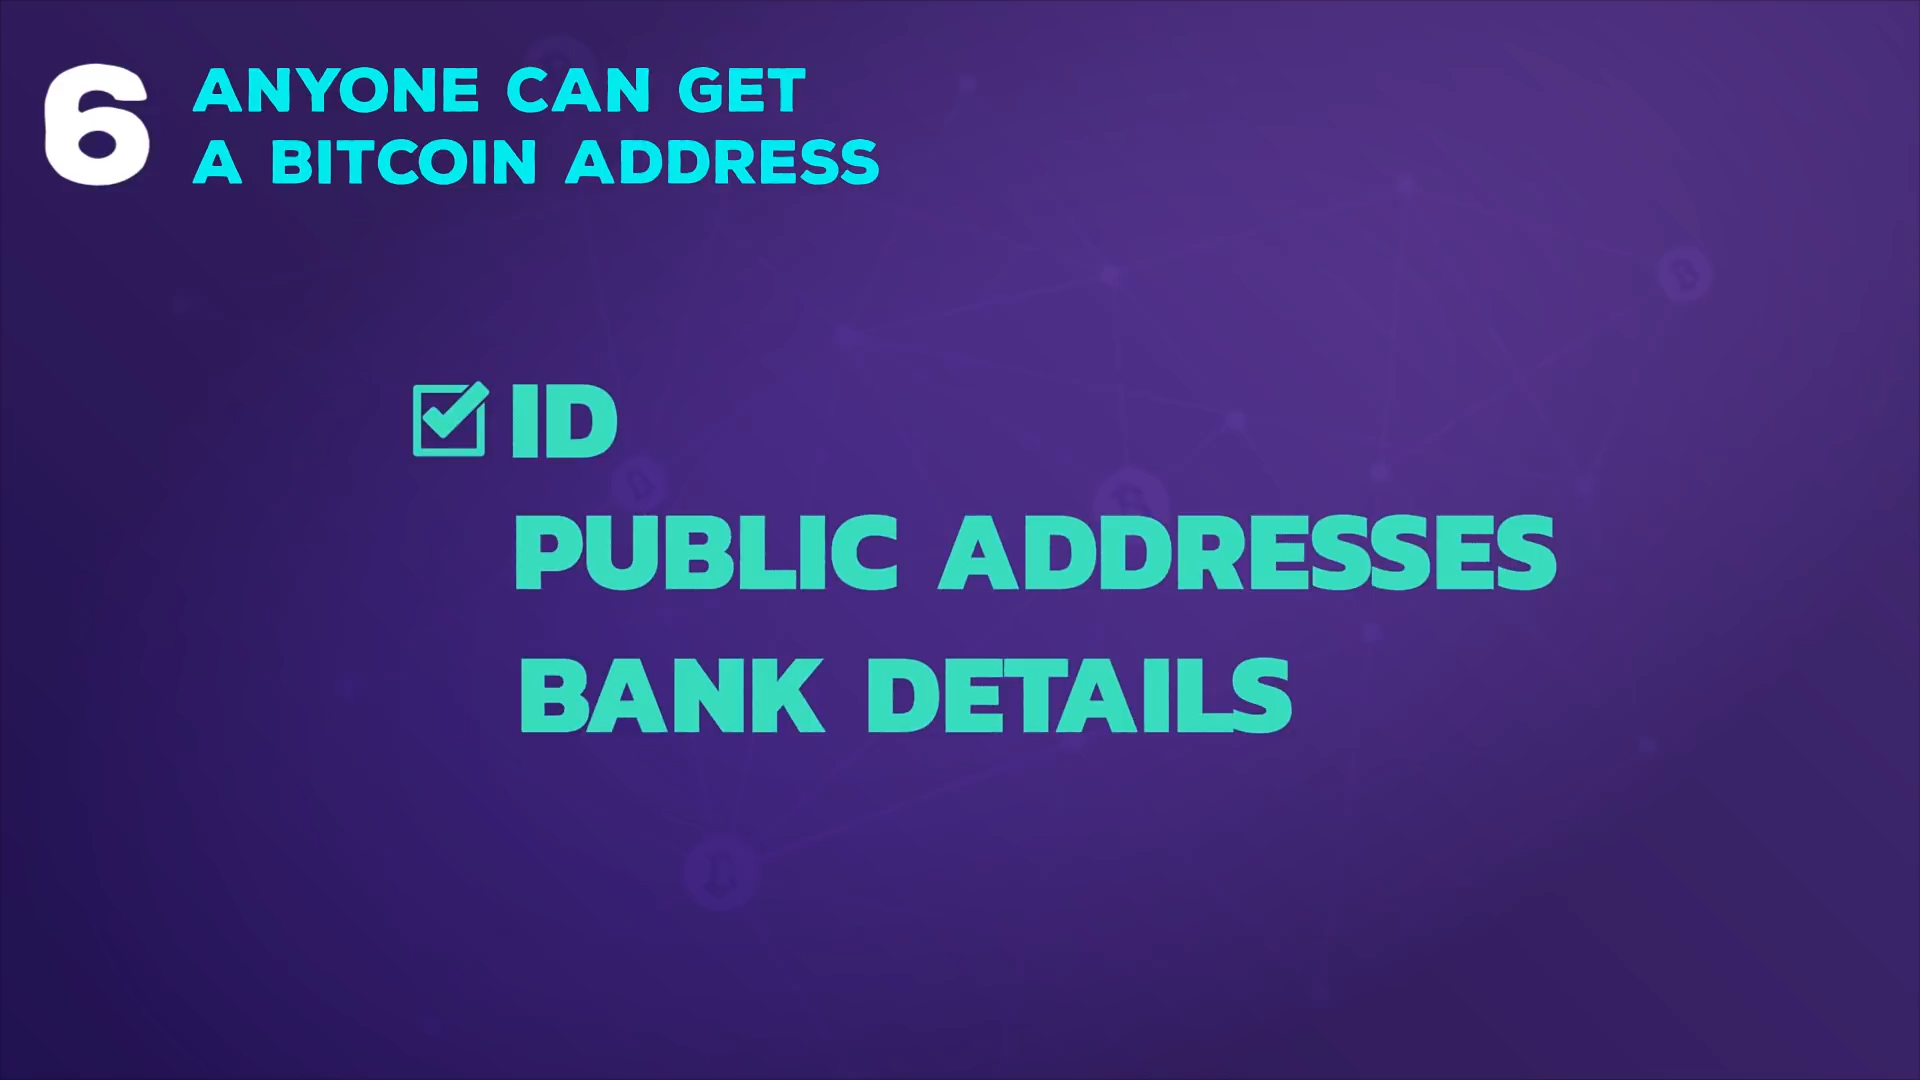 6
ANYONE CAN GET
A BITCOIN ADDRESS
ID
PUBLIC ADDRESSES
BANK DETAILS